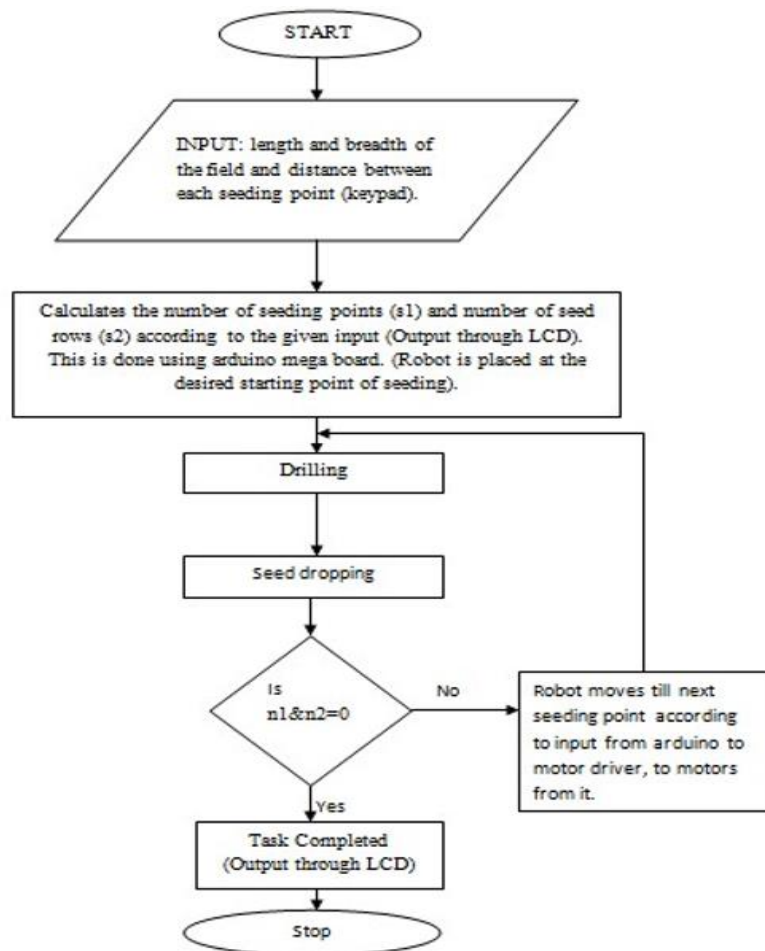 START
INPUT: length and breadth of
the field and distance between
each seeding point (keypad).
Calculates the number of seeding points (s1) and number of seed
rows (s2) according to the given input (Output through LCD).
This is done using arduino mega board. (Robot is placed at the
desired starting point of seeding).
Drilling
Seed dropping
Is
n1&n2=0
No
Robot moves till next
seeding point according
to input from arduino to
motor driver, to motors
from it.
Yes
Task Completed
(Output through LCD)
Stop